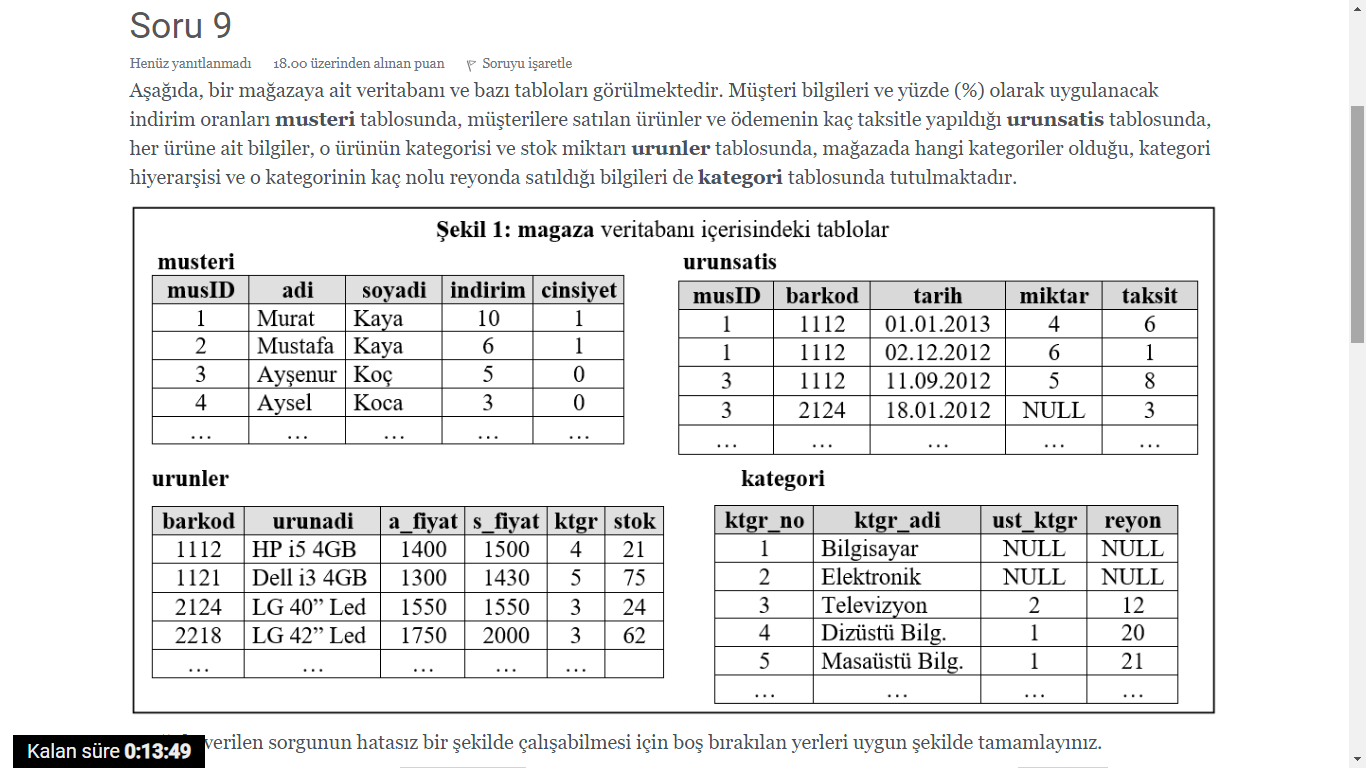 Soru 9
Henüz yanıtlanmadı 18.00 üzerinden alınan puan Soruyu işaretle
Aşağıda, bir mağazaya ait veritabanı ve bazı tabloları görülmektedir. Müşteri bilgileri ve yüzde (%) olarak uygulanacak
indirim oranları musteri tablosunda, müşterilere satılan ürünler ve ödemenin kaç taksitle yapıldığı urunsatis tablosunda,
her ürüne ait bilgiler, o ürünün kategorisi ve stok miktarı urunler tablosunda, mağazada hangi kategoriler olduğu, kategori
hiyerarşisi ve o kategorinin kaç nolu reyonda satıldığı bilgileri de kategori tablosunda tutulmaktadır.
Şekil 1: magaza veritabanı içerisindeki tablolar
musteri
musID adi soyadi indirim cinsiyet
1 Murat Kaya 10 1
2 Mustafa Kaya 6 1
3 Ayşenur Koç 5 0
4 Aysel Koca 3 0
… … … … …
urunsatis
musID barkod tarih miktar taksit
1 1112 01.01.2013 4 6
1 1112 02.12.2012 6 1
3 1112 11.09.2012 5 8
3 2124 18.01.2012 NULL 3
… … … … …
urunler
barkod urunadi a_fiyat s_fiyat ktgr stok
1112 HP i5 4GB 1400 1500 4 21
1121 Dell i3 4GB 1300 1430 5 75
2124 LG 40” Led 1550 1550 3 24
2218 LG 42” Led 1750 2000 3 62
… … … … …
kategori
ktgr_no ktgr_adi ust_ktgr reyon
1 Bilgisayar NULL NULL
2 Elektronik NULL NULL
3 Televizyon 2 12
4 Dizüstü Bilg. 1 20
5 Masaüstü Bilg. 1 21
… … … …
verilen sorgunun hatasız bir şekilde çalışabilmesi için boş bırakılan yerleri uygun şekilde tamamlayınız.
Kalan süre 0:13:49